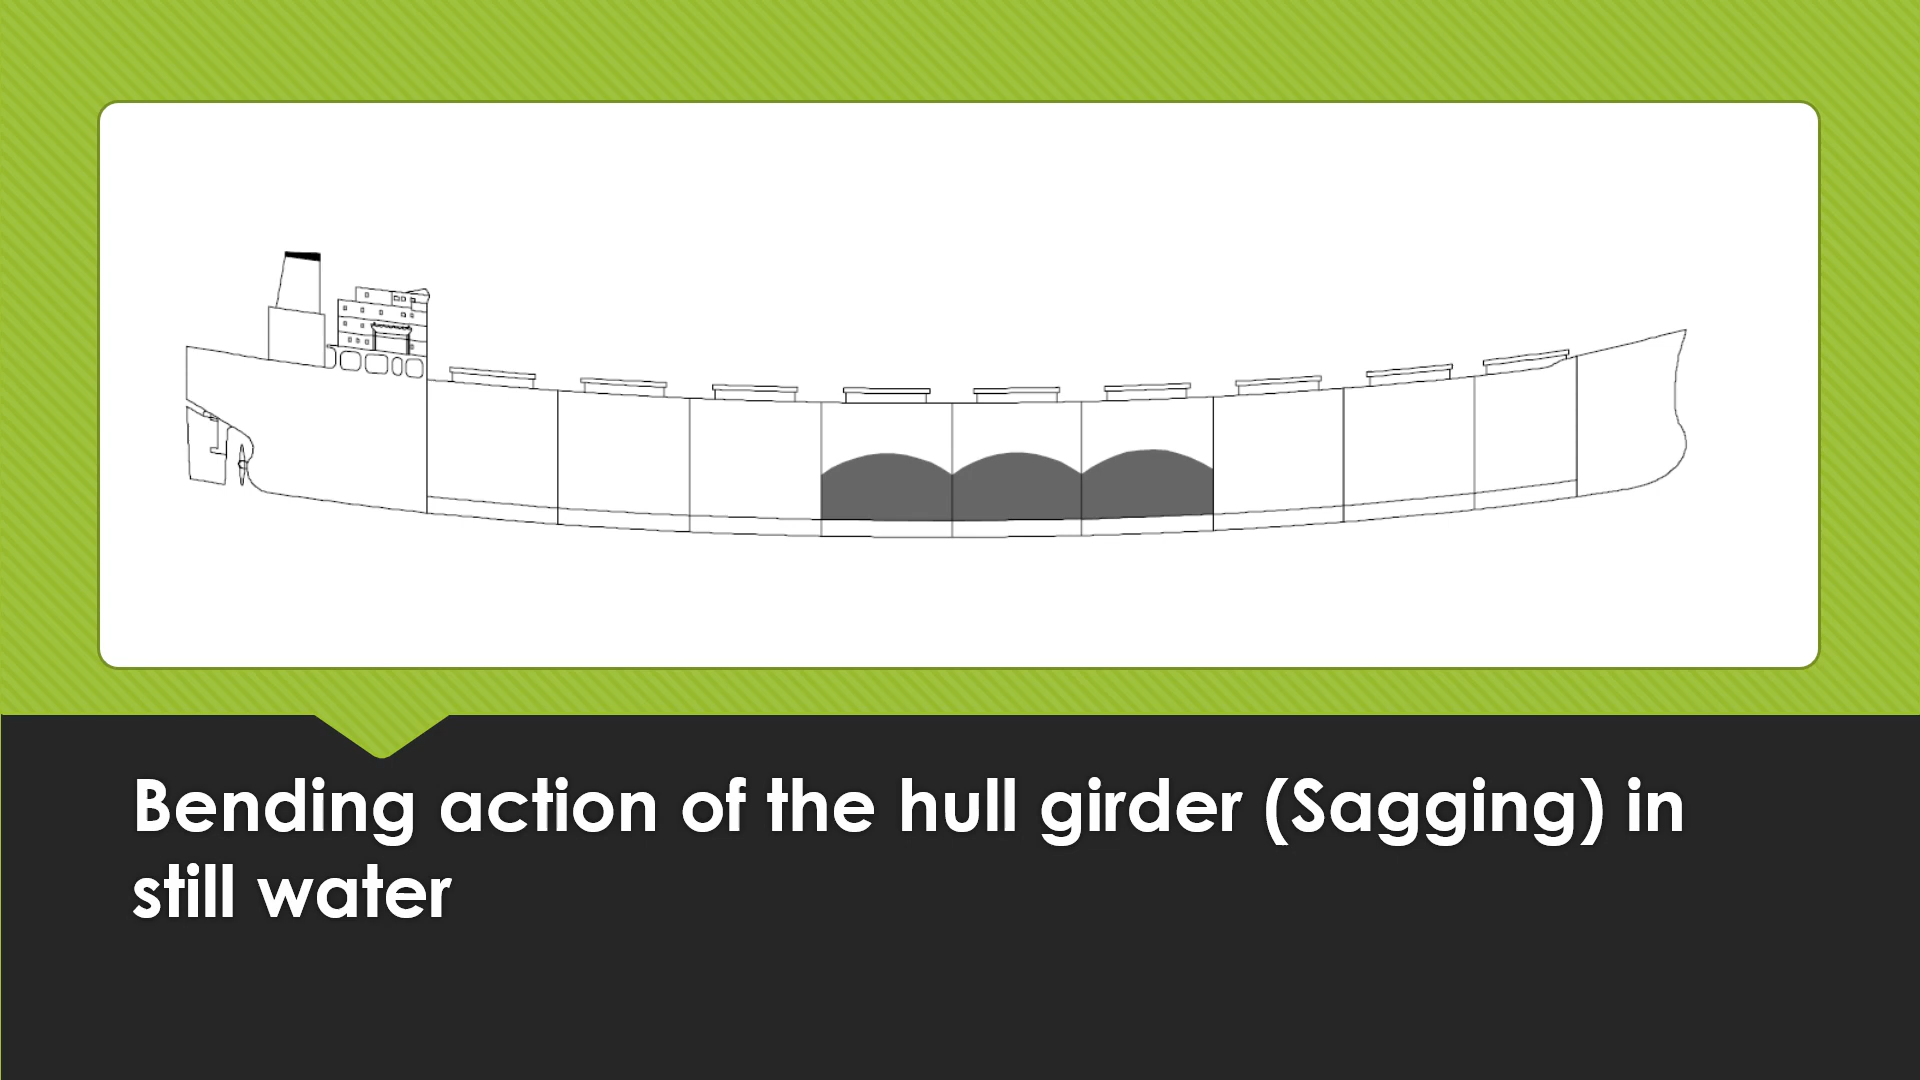 Bending action of the hull girder (Sagging) in
still water